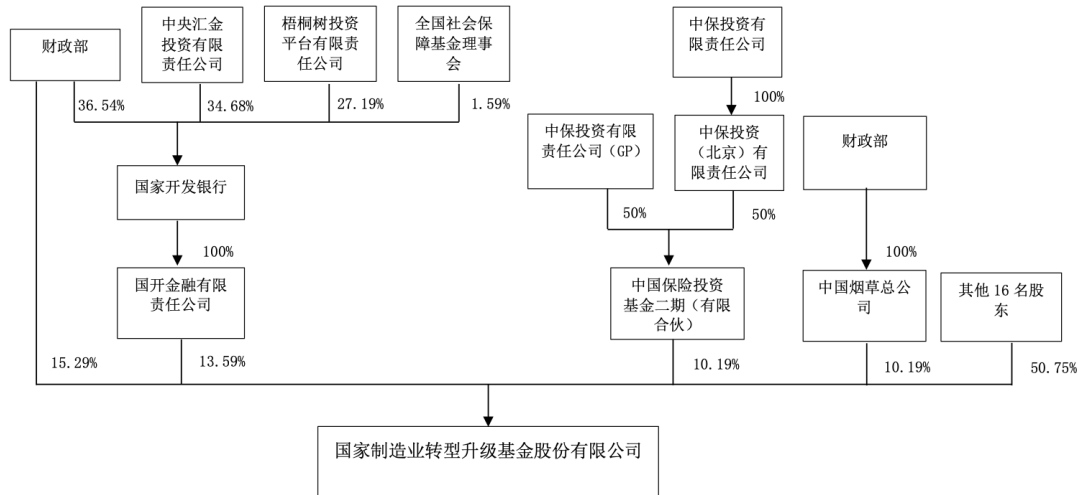 财政部
中央汇金
投资有限
责任公司
梧桐树投资
平台有限责
任公司
全国社会保
障基金理事
会
中保投资有
限责任公司
36.54%
34.68%
27.19%
1.59%
100%
中保投资有限
责任公司（GP）
中保投资
（北京）有
限责任公司
财政部
国家开发银行
50%
50%
100%
100%
国开金融有限
责任公司
中国保险投资
基金二期（有限
合伙）
中国烟草总公
司
其他 16 名股
东
15.29%
13.59%
10.19%
10.19%
50.75%
国家制造业转型升级基金股份有限公司